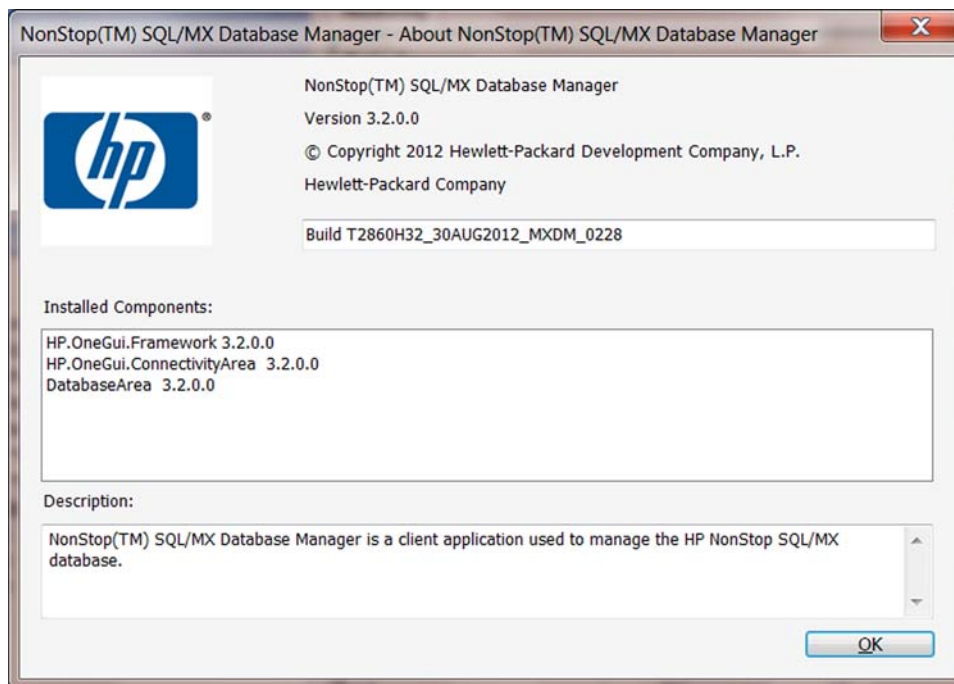 NonStop(TM) SQL/MX Database Manager - About NonStop(TM) SQL/MX Database Manager
hp®
NonStop(TM) SQL/MX Database Manager
Version 3.2.0.0
© Copyright 2012 Hewlett-Packard Development Company, L.P.
Hewlett-Packard Company
Build T2860H32_30AUG2012_MXDM_0228
Installed Components:
HP.OneGui.Framework 3.2.0.0
HP.OneGui.ConnectivityArea  3.2.0.0
DatabaseArea  3.2.0.0
Description:
NonStop(TM) SQL/MX Database Manager is a client application used to manage the HP NonStop SQL/MX
database.
OK